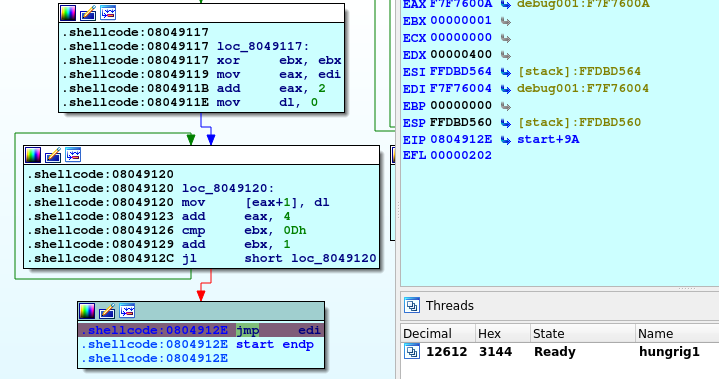 .shellcode:08049117
.shellcode:08049117 loc_8049117:
.shellcode:08049117 xor ebx, ebx
.shellcode:08049119 mov eax, edi
.shellcode:0804911B add eax, 2
.shellcode:0804911E mov dl, 0
.shellcode:08049120
.shellcode:08049120 loc_8049120:
.shellcode:08049120 mov [eax+1], dl
.shellcode:08049123 add eax, 4
.shellcode:08049126 cmp ebx, 0Dh
.shellcode:08049129 add ebx, 1
.shellcode:0804912C jl short loc_8049120
.shellcode:0804912E jmp edi
.shellcode:0804912E start endp
.shellcode:0804912E
EAX F7F7600A debug001:F7F7600A
EBX 00000001
ECX 00000000
EDX 00000400
ESI FFDBD564 [stack]:FFDBD564
EDI F7F76004 debug001:F7F76004
EBP 00000000
ESP FFDBD560 [stack]:FFDBD560
EIP 0804912E start+9A
EFL 00000202
Threads
Decimal Hex State Name
12612 3144 Ready hungrig1